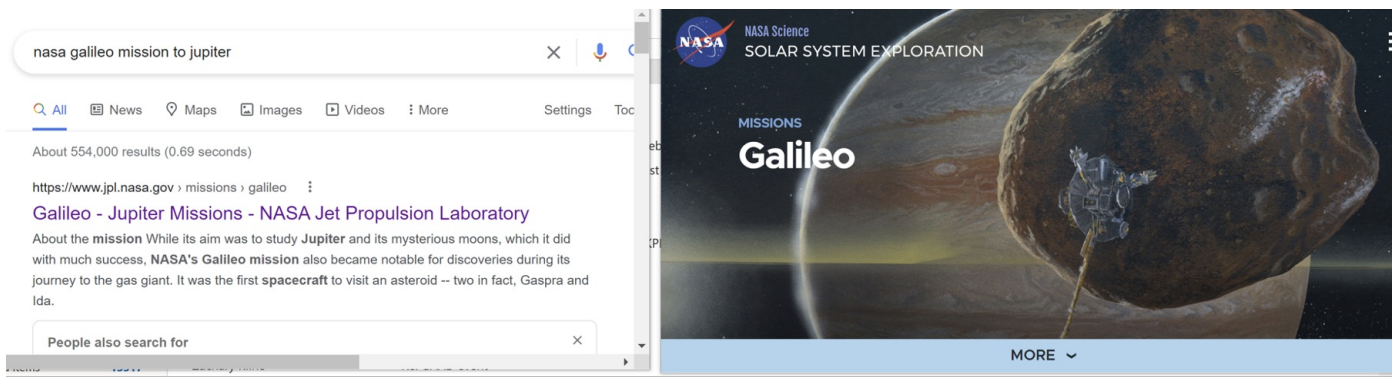 nasa galileo mission to jupiter
All News Maps Images Videos More Settings Too
About 554,000 results (0.69 seconds)
https://www.jpl.nasa.gov › missions › galileo
Galileo - Jupiter Missions - NASA Jet Propulsion Laboratory
About the mission While its aim was to study Jupiter and its mysterious moons, which it did
with much success, NASA's Galileo mission also became notable for discoveries during its
journey to the gas giant. It was the first spacecraft to visit an asteroid -- two in fact, Gaspra and
Ida.
People also search for
NASA
NASA Science
SOLAR SYSTEM EXPLORATION
MISSIONS
Galileo
MORE